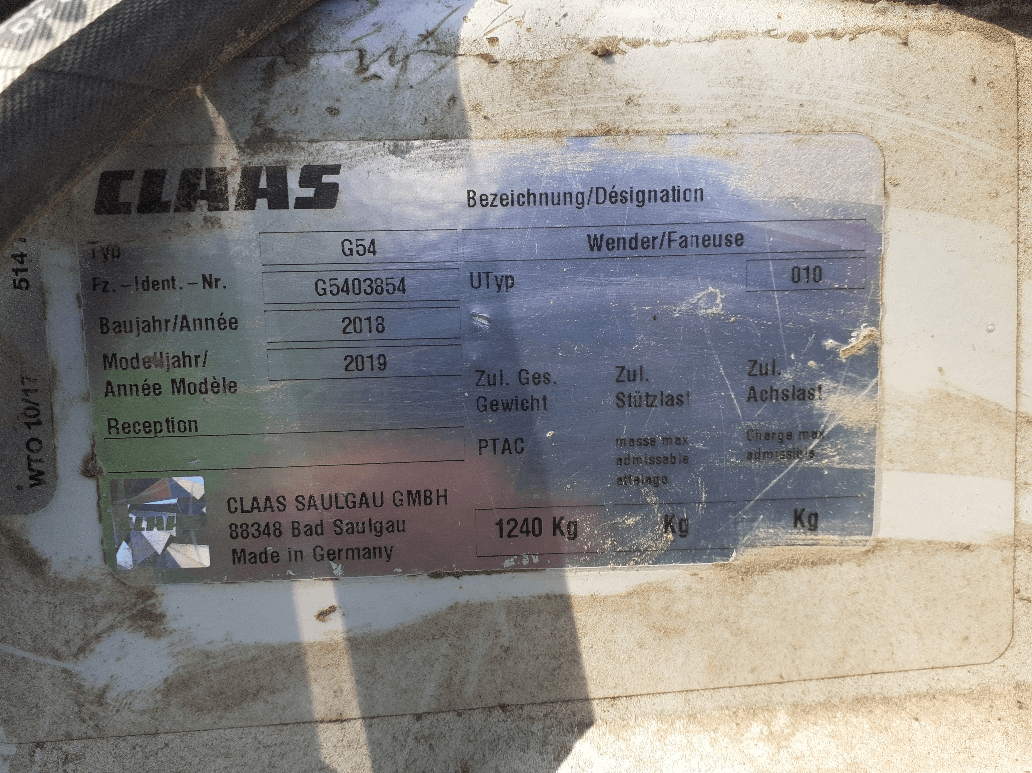 CLAAS
Bezeichnung/Désignation
Typ G54 Wender/Faneuse
Fz.-Ident.-Nr. G5403854 UTyp 010
Baujahr/Année 2018
Modelljahr/
Année Modèle 2019
Zul. Ges. Gewicht
Zul. Stützlast
Zul. Achslast
Reception
PTAC
masse max
admissable
attelage
Charge max
admissible
1240 Kg Kg Kg
CLAAS SAULGAU GMBH
88348 Bad Saulgau
Made in Germany
CLAAS
WTO 10/17
514